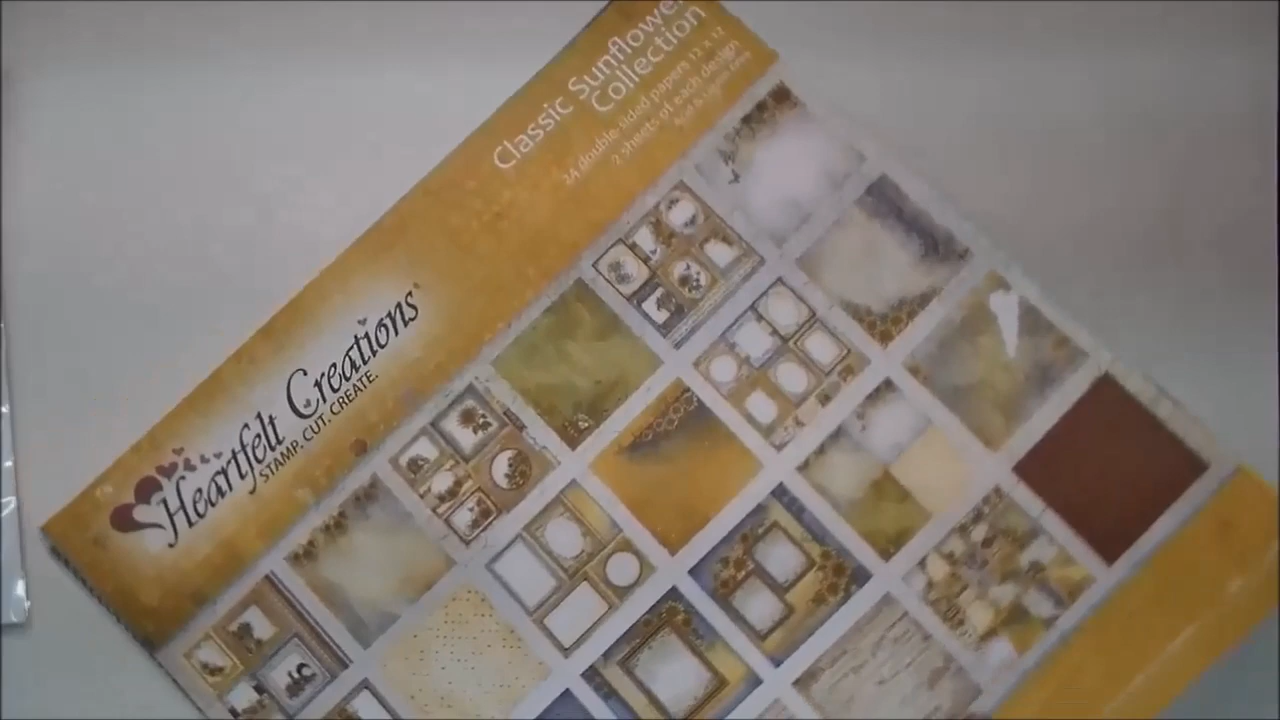 Classic Sunflower
Collection
24 double-sided papers 12 x 12
2 sheets of each design
Heartfelt Creations®
STAMP. CUT. CREATE.